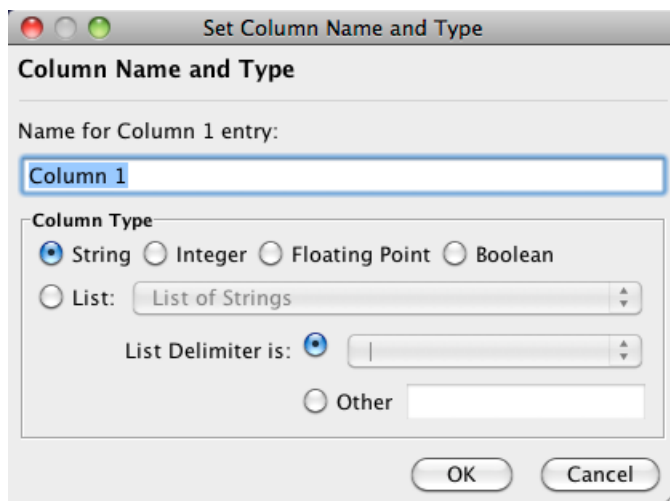 Set Column Name and Type
Column Name and Type
Name for Column 1 entry:
Column 1
Column Type
String Integer Floating Point Boolean
List: List of Strings
List Delimiter is: |
Other
OK Cancel